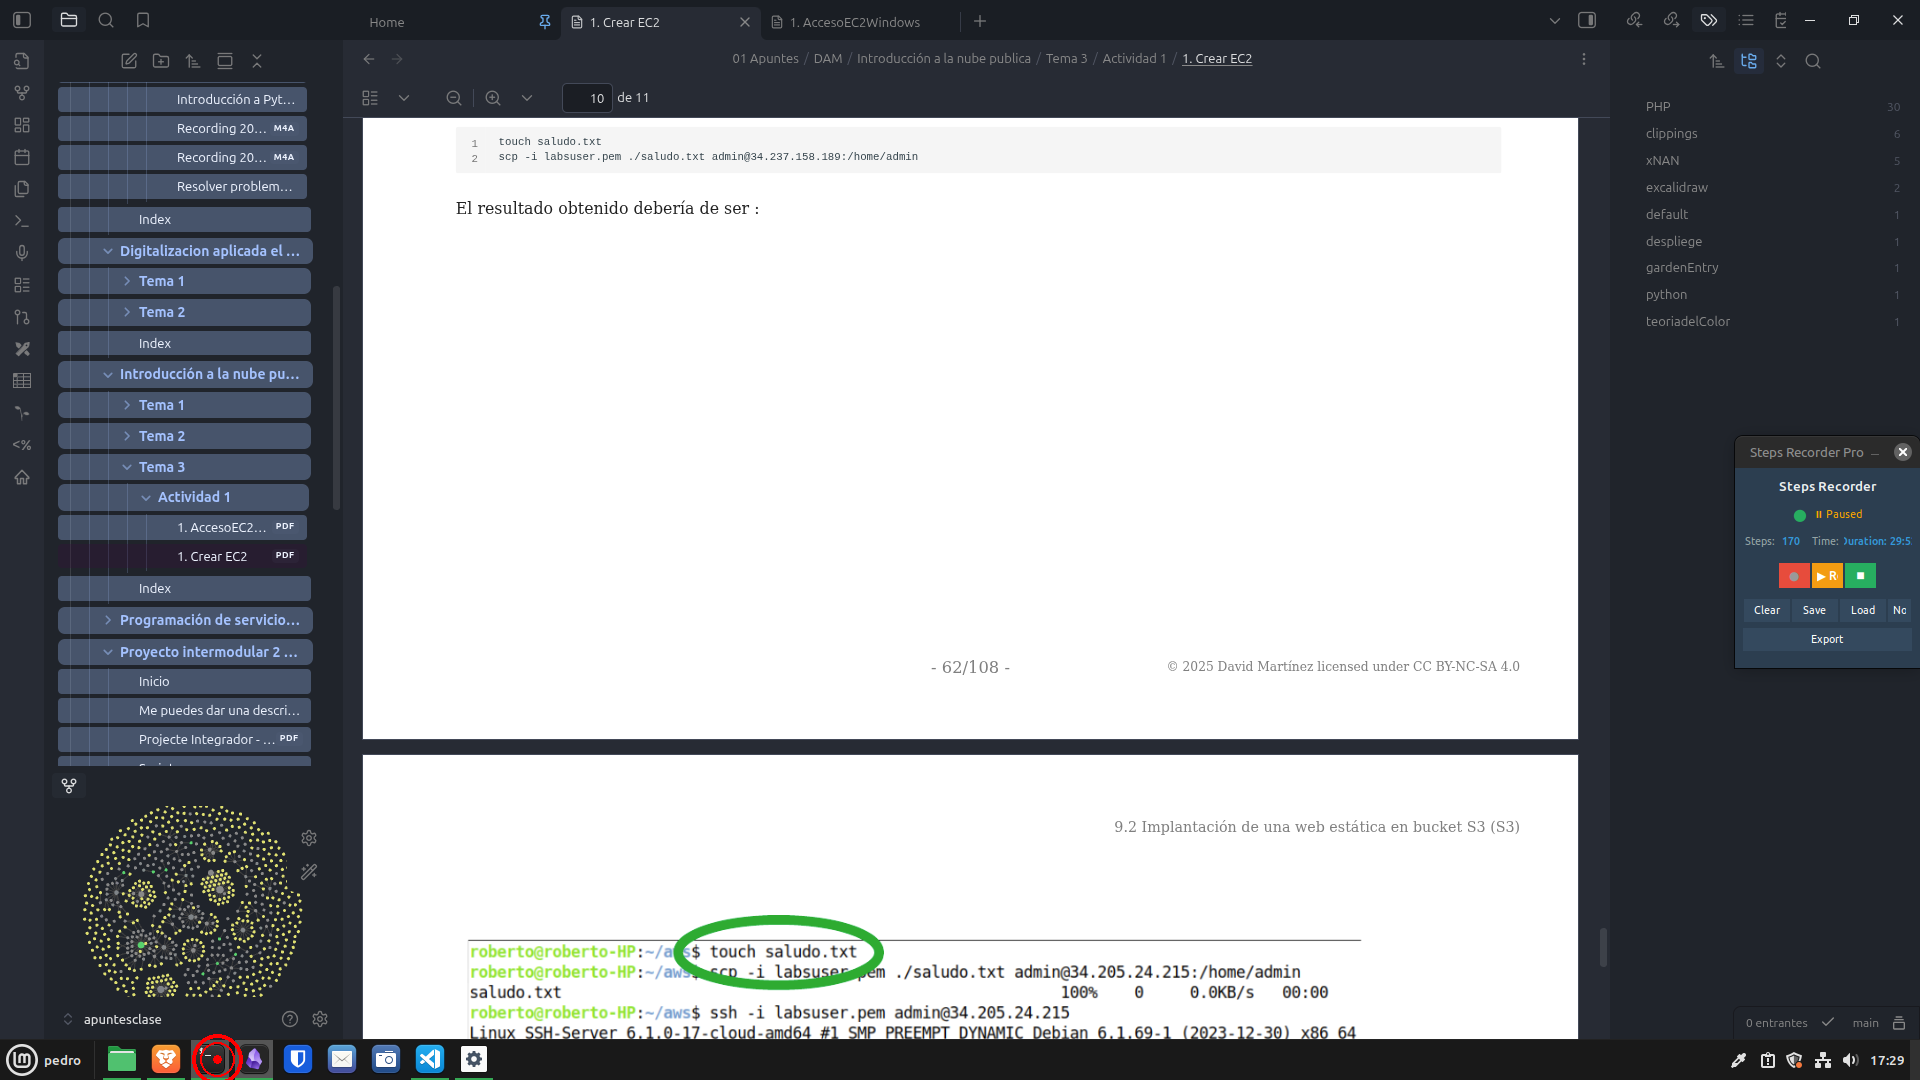 Home
1. Crear EC2
1. AccesoEC2Windows
01 Apuntes / DAM / Introducción a la nube publica / Tema 3 / Actividad 1 / 1. Crear EC2
10 de 11
Introducción a Pyt...
Recording 20... M4A
Recording 20... M4A
Resolver problem...
Index
Digitalizacion aplicada el ...
Tema 1
Tema 2
Index
Introducción a la nube pu...
Tema 1
Tema 2
Tema 3
Actividad 1
1. AccesoEC2... PDF
1. Crear EC2 PDF
Index
Programación de servicio...
Proyecto intermodular 2 ...
Inicio
Me puedes dar una descri...
Projecte Integrador - ... PDF
apuntesclase
1 touch saludo.txt
2 scp -i labsuser.pem ./saludo.txt admin@34.237.158.189:/home/admin
El resultado obtenido debería de ser :
- 62/108 -
© 2025 David Martínez licensed under CC BY-NC-SA 4.0
9.2 Implantación de una web estática en bucket S3 (S3)
roberto@roberto-HP:~/aws$ touch saludo.txt
roberto@roberto-HP:~/aws$ scp -i labsuser.pem ./saludo.txt admin@34.205.24.215:/home/admin
saludo.txt 100% 0 0.0KB/s 00:00
roberto@roberto-HP:~/aws$ ssh -i labsuser.pem admin@34.205.24.215
Linux SSH-Server 6.1.0-17-cloud-amd64 #1 SMP PREEMPT_DYNAMIC Debian 6.1.69-1 (2023-12-30) x86_64
PHP 30
clippings 6
xNAN 5
excalidraw 2
default 1
despliege 1
gardenEntry 1
python 1
teoriadelColor 1
Steps Recorder Pro
Steps Recorder
Paused
Steps: 170 Time: Duration: 29:5
R
Clear Save Load No
Export
0 entrantes main
pedro
17:29